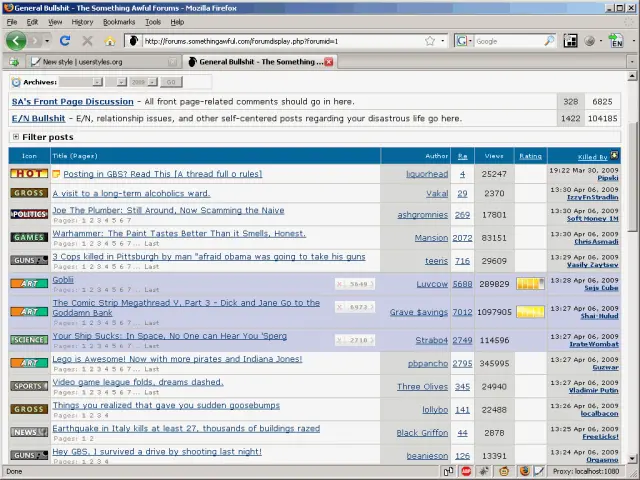 General Bullshit - The Something Awful Forums - Mozilla Firefox
File Edit View History Bookmarks Tools Help
http://forums.somethingawful.com/forumdisplay.php?forumid=1
Google
EN
New style | userstyles.org
General Bullshit - The Something ...
Archives: 2009 GO
SA's Front Page Discussion - All front page-related comments should go in here. 328 6825
E/N Bullshit - E/N, relationship issues, and other self-centered posts regarding your disastrous life go here. 1422 104185
Filter posts
Icon Title (Pages) Author Re Views Rating Killed By
HOT Posting in GBS? Read This [A thread full o rules] liquorhead 4 25247 19:22 Mar 30, 2009
Pipski
GROSS A visit to a long-term alcoholics ward. Vakal 29 2370 13:30 Apr 06, 2009
IzzyFnStradlin
POLITICS Joe The Plumber: Still Around, Now Scamming the Naive ashgromnies 269 17801 13:30 Apr 06, 2009
Pages: 1 2 3 4 5 6 7 Soft Money 1M
GAMES Warhammer: The Paint Tastes Better Than it Smells, Honest. Mansion 2072 83151 13:30 Apr 06, 2009
Pages: 1 2 3 4 5 6 7... Last ChrisAsmadi
GUNS 3 Cops killed in Pittsburgh by man "afraid obama was going to take his guns teeris 716 29609 13:29 Apr 06, 2009
Pages: 1 2 3 4 5 6 7... Last Vasily Zaytsev
ART Goblii X 5648 Luvcow 5688 289829 13:28 Apr 06, 2009
Pages: 1 2 3 4 5 6 7... Last Sejs Cube
ART The Comic Strip Megathread V, Part 3 - Dick and Jane Go to the
Goddamn Bank X 6972 Grave $avings 7012 1097905 13:27 Apr 06, 2009
Pages: 1 2 3 4 5 6 7... Last Shai-Hulud
SCIENCE Your Ship Sucks: In Space, No One can Hear You 'Sperg Strabo4 2749 114596 13:27 Apr 06, 2009
Pages: 1 2 3 4 5 6 7... Last IrateWombat
ART Lego is Awesome! Now with more pirates and Indiana Jones! pbpancho 2795 345995 13:27 Apr 06, 2009
Pages: 1 2 3 4 5 6 7... Last Guzwar
SPORTS Video game league folds, dreams dashed. Three Olives 345 24940 13:27 Apr 06, 2009
Pages: 1 2 3 4 5 6 7... Last Vladimir Putin
GROSS Things you realized that gave you sudden goosebumps lollybo 141 22488 13:26 Apr 06, 2009
Pages: 1 2 3 4 localbacon
NEWS Earthquake in Italy kills at least 27, thousands of buildings razed Black Griffon 44 2878 13:25 Apr 06, 2009
Pages: 1 2 Freeticks!
GUNS Hey GBS, I survived a drive by shooting last night! beanieson 126 13391 13:24 Apr 06, 2009
Pages: 1 2 3 4 Orgasmo
Done ABP Proxy: localhost:1080